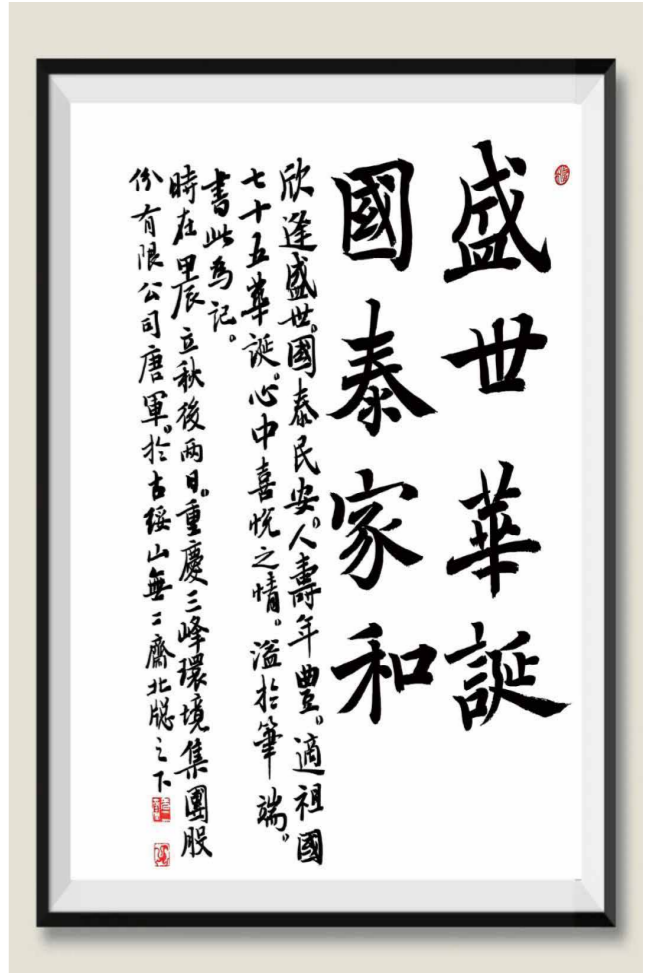 盛世華誕
國泰家和
欣逢盛世。國泰民安。人壽年豐。適祖國
七十五華誕。心中喜悅之情。溢於筆端。
書此為記。
時在甲辰立秋後兩日。重慶三峰環境集團股
份有限公司唐軍。於古綏山無二齋北牕之下